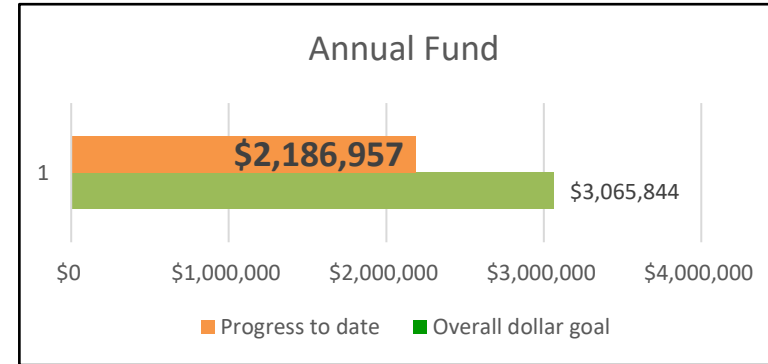 Annual Fund
$2,186,957
1
$3,065,844
$0 $1,000,000 $2,000,000 $3,000,000 $4,000,000
Progress to date Overall dollar goal